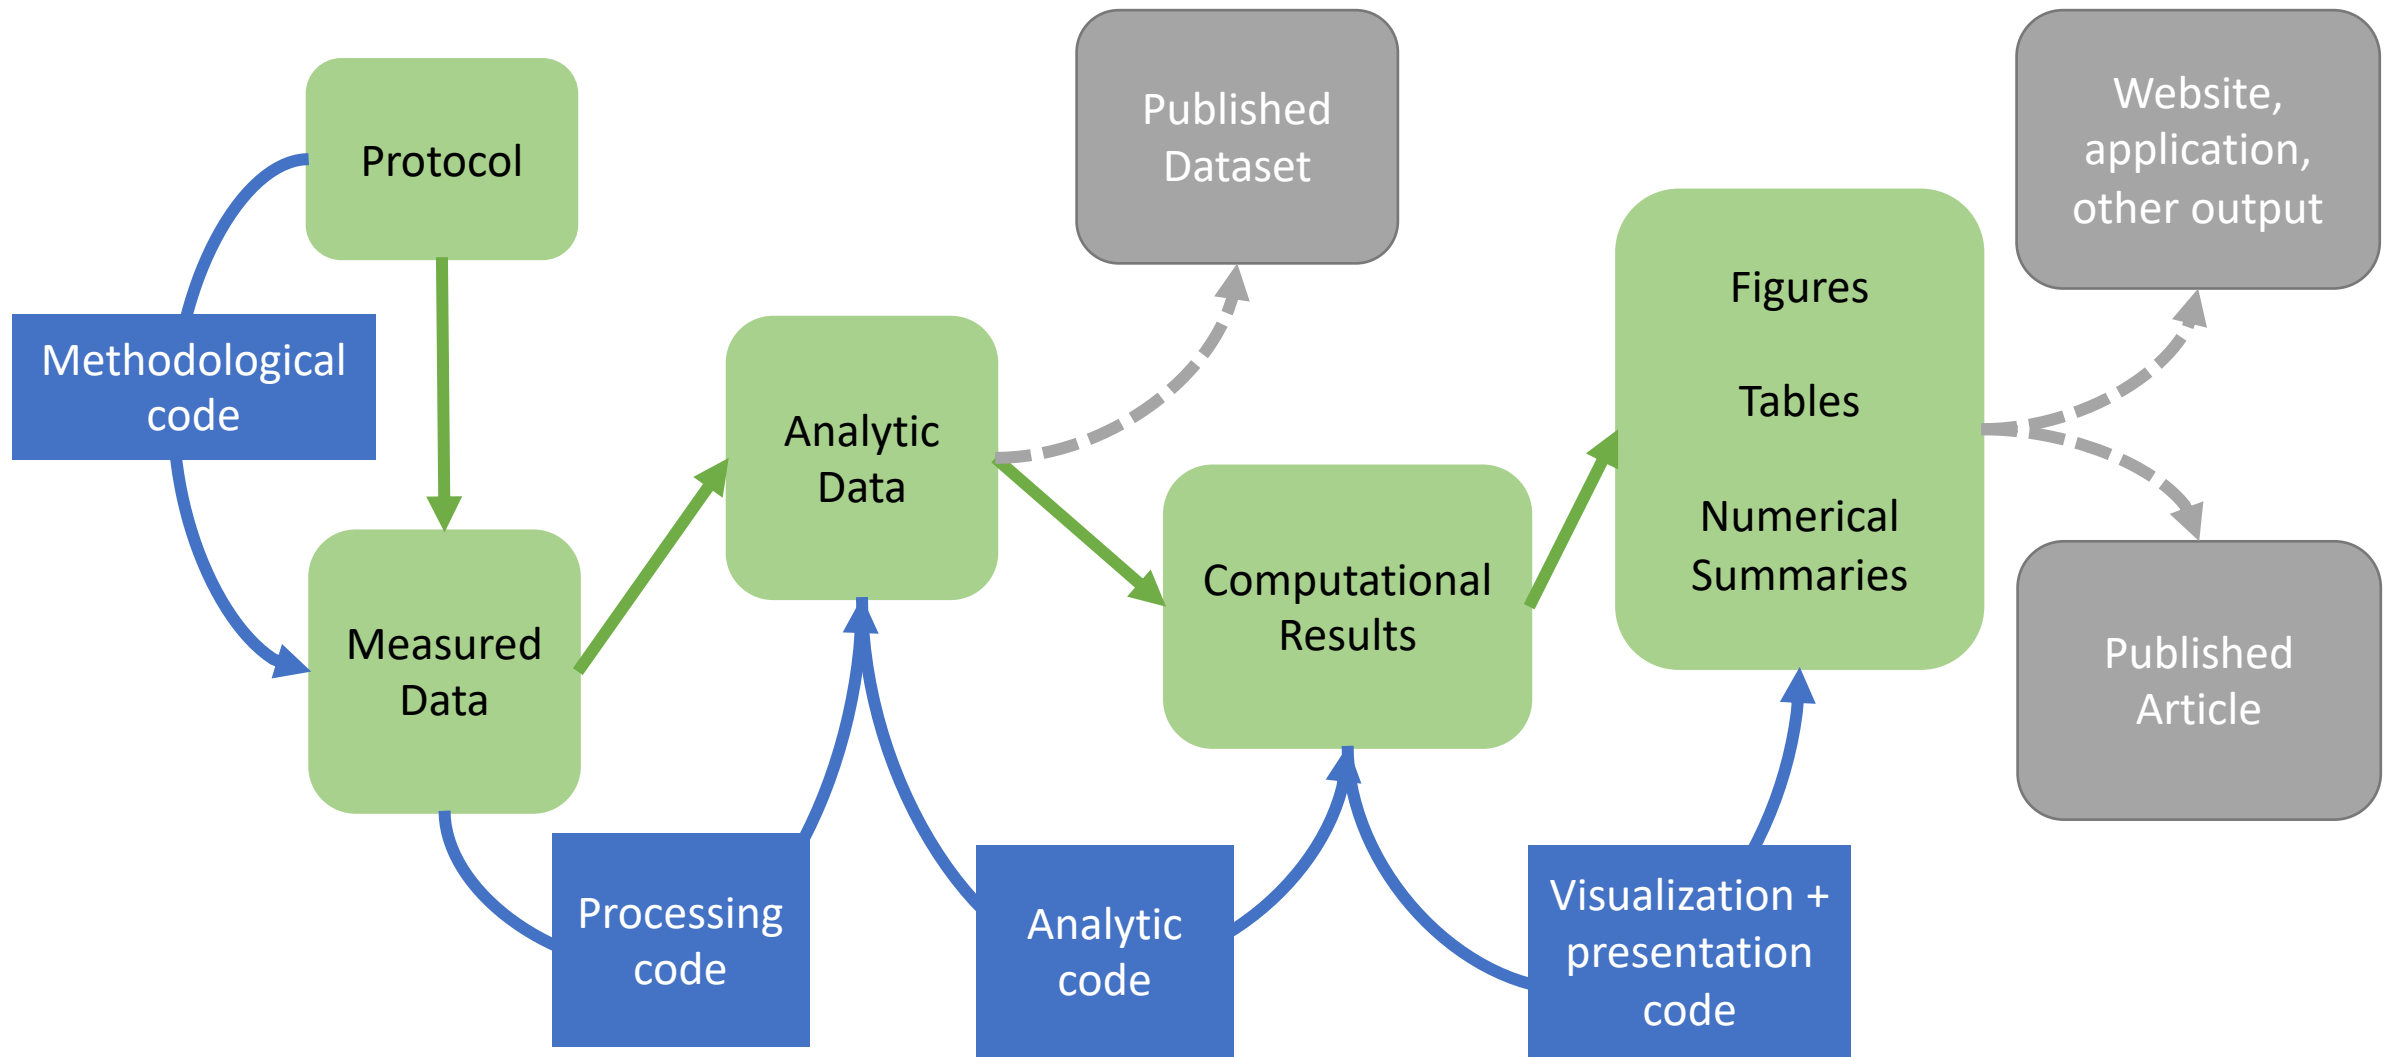 Protocol
Methodological
code
Measured
Data
Processing
code
Analytic
Data
Published
Dataset
Analytic
code
Computational
Results
Visualization +
presentation
code
Figures
Tables
Numerical
Summaries
Website,
application,
other output
Published
Article